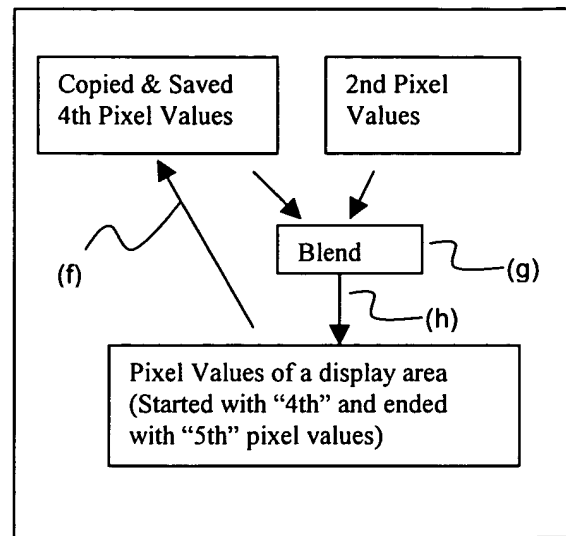 Copied & Saved
4th Pixel Values
2nd Pixel
Values
Blend
(f)
(g)
(h)
Pixel Values of a display area
(Started with “4th” and ended
with “5th” pixel values)